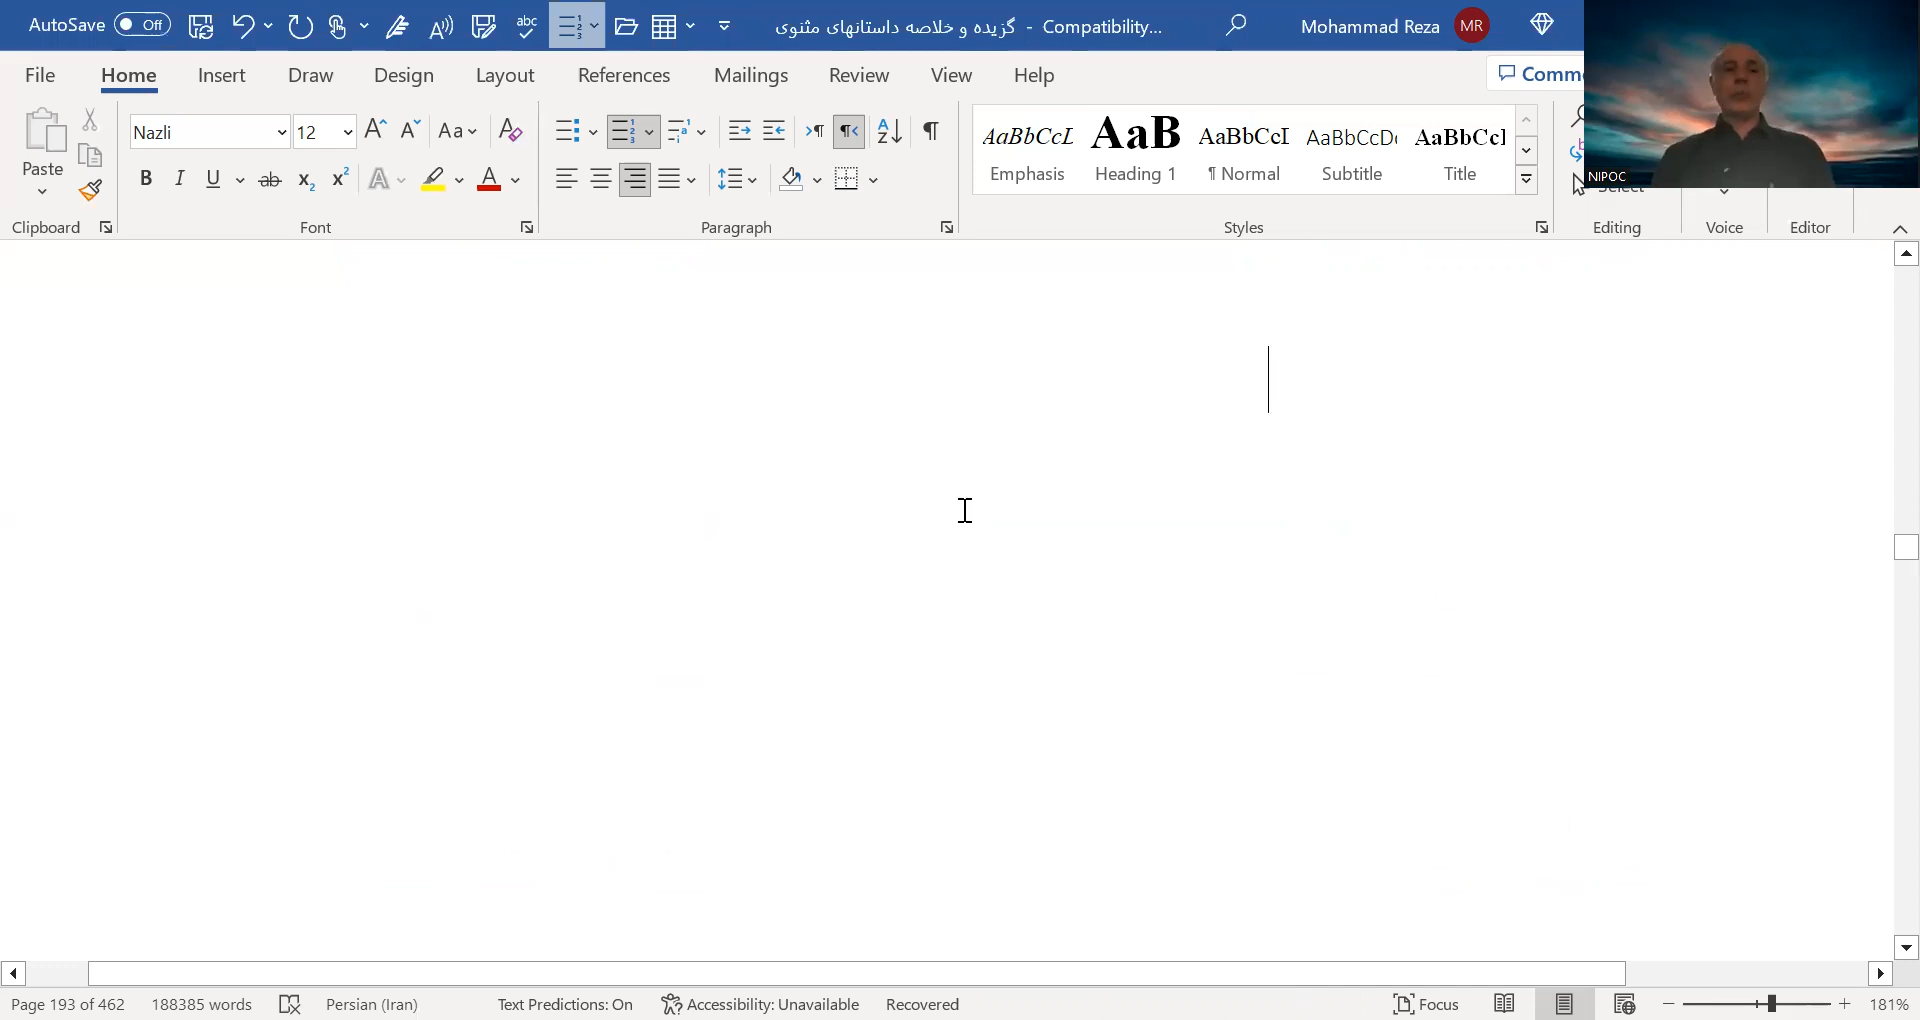 AutoSave Off abc گزیده و خلاصه داستانهای مثنوی - Compatibility... Mohammad Reza MR
File Home Insert Draw Design Layout References Mailings Review View Help
NIPOC
Paste
Nazli 12
AaBbCcL AaB AaBbCcI AaBbCcD AaBbCcI
Emphasis Heading 1 ¶ Normal Subtitle Title
Clipboard Font Paragraph Styles Editing Voice Editor
Page 193 of 462 188385 words Persian (Iran) Text Predictions: On Accessibility: Unavailable Recovered Focus 181%